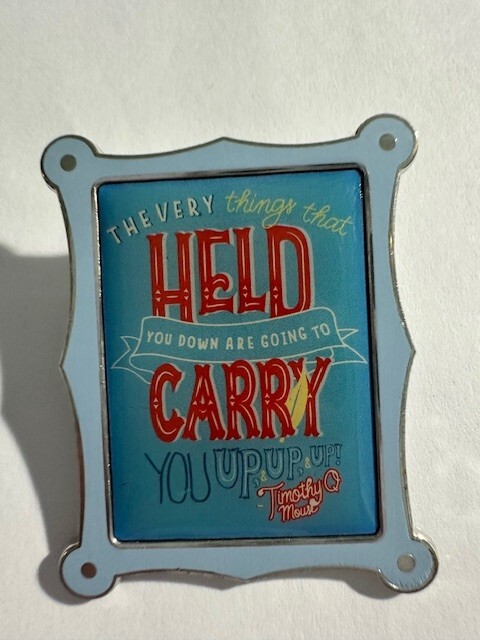 THE VERY things that
HELD
YOU DOWN ARE GOING TO
CARRY
YOU UP, & UP, & UP!
- Timothy Q
Mouse